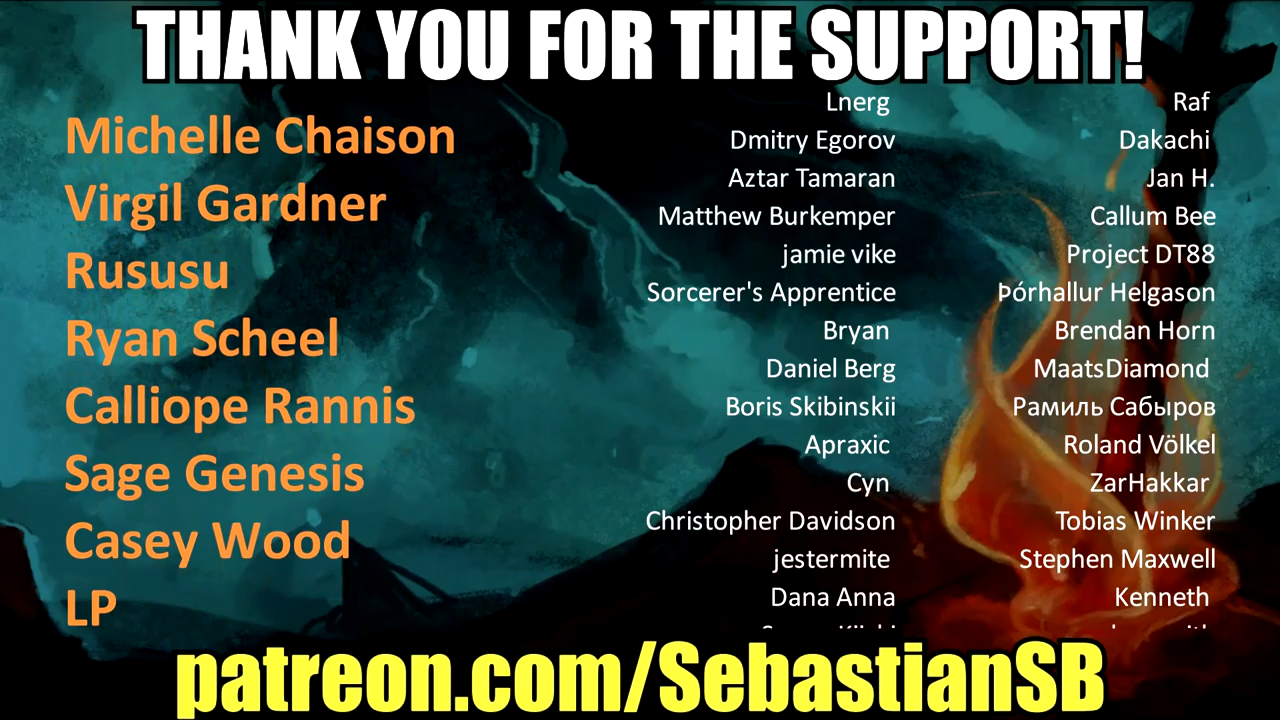 THANK YOU FOR THE SUPPORT!
Michelle Chaison
Virgil Gardner
Rususu
Ryan Scheel
Calliope Rannis
Sage Genesis
Casey Wood
LP
Lnerg
Dmitry Egorov
Aztar Tamaran
Matthew Burkemper
jamie vike
Sorcerer's Apprentice
Bryan
Daniel Berg
Boris Skibinskii
Apraxic
Cyn
Christopher Davidson
jestermite
Dana Anna
Raf
Dakachi
Jan H.
Callum Bee
Project DT88
Þórhallur Helgason
Brendan Horn
MaatsDiamond
Рамиль Сабыров
Roland Völkel
ZarHakkar
Tobias Winker
Stephen Maxwell
Kenneth
patreon.com/SebastianSB